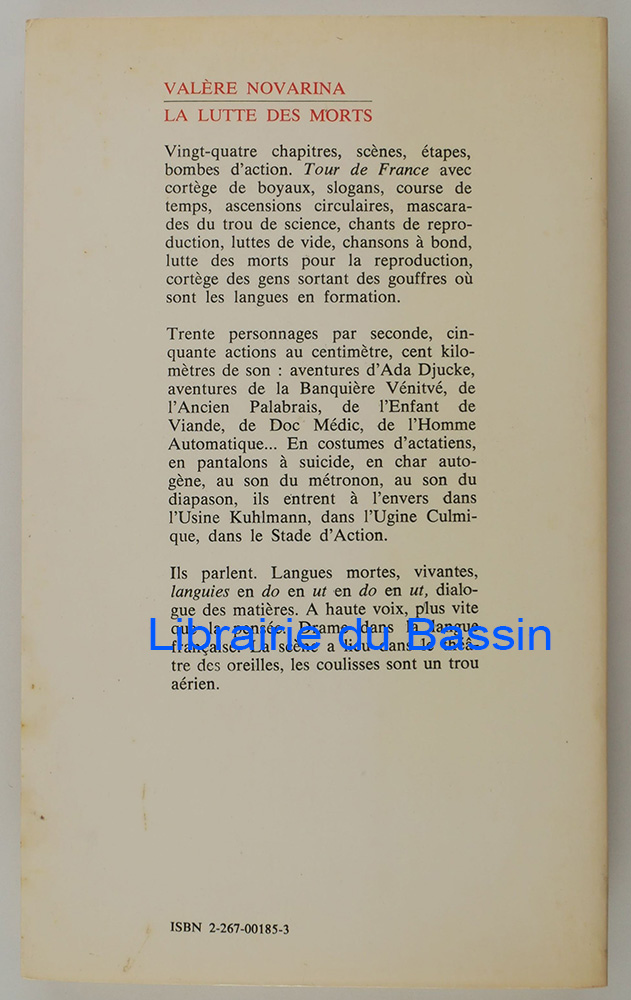 VALÈRE NOVARINA
LA LUTTE DES MORTS
Vingt-quatre chapitres, scènes, étapes,
bombes d'action. Tour de France avec
cortège de boyaux, slogans, course de
temps, ascensions circulaires, mascara-
des du trou de science, chants de repro-
duction, luttes de vide, chansons à bond,
lutte des morts pour la reproduction,
cortège des gens sortant des gouffres où
sont les langues en formation.
Trente personnages par seconde, cin-
quante actions au centimètre, cent kilo-
mètres de son : aventures d'Ada Djucke,
aventures de la Banquière Vénitvé, de
l'Ancien Palabrais, de l'Enfant de
Viande, de Doc Médic, de l'Homme
Automatique... En costumes d'actatiens,
en pantalons à suicide, en char auto-
gène, au son du métronon, au son du
diapason, ils entrent à l'envers dans
l'Usine Kuhlmann, dans l'Ugine Culmi-
que, dans le Stade d'Action.
Ils parlent. Langues mortes, vivantes,
languies en do en ut en do en ut, dialo-
gue des matières. A haute voix, plus vite
que la pensée. Drame dans la langue
française. La scène a lieu dans le théâ-
tre des oreilles, les coulisses sont un trou
aérien.
Librairie du Bassin
ISBN 2-267-00185-3